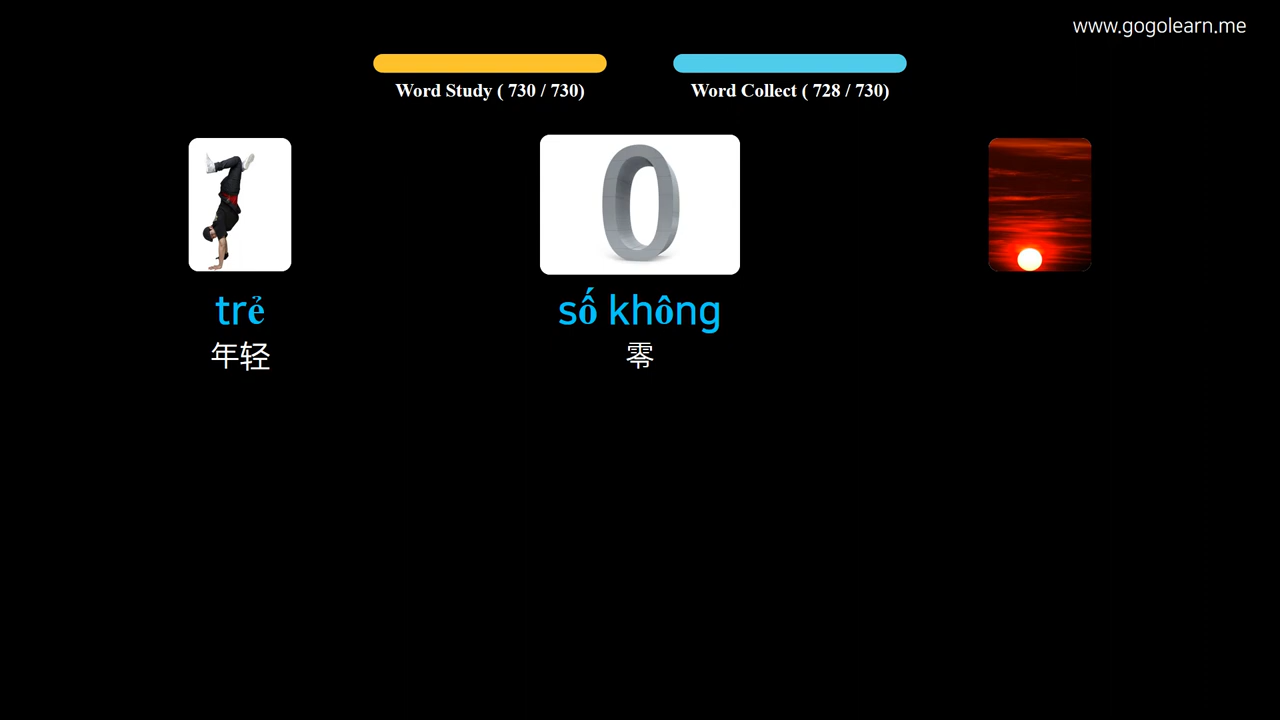 www.gogolearn.me
Word Study ( 730 / 730)
Word Collect ( 728 / 730)
trẻ
số không
年轻
零